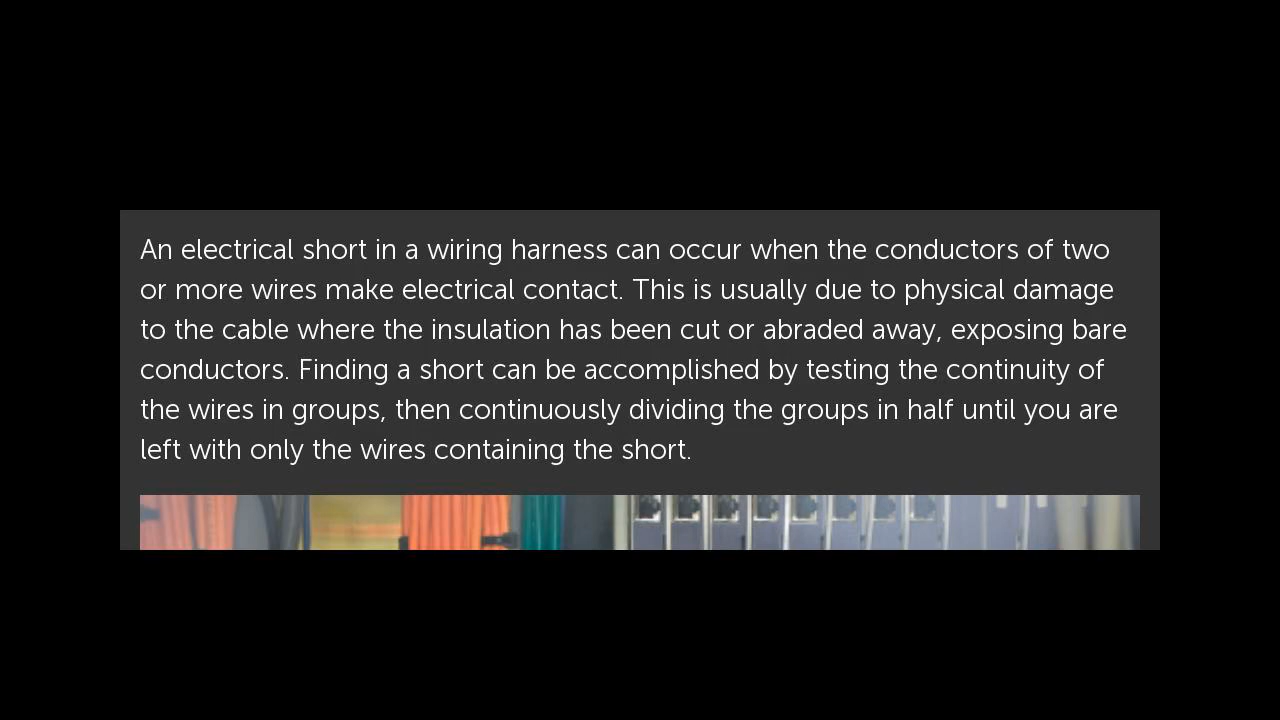 An electrical short in a wiring harness can occur when the conductors of two
or more wires make electrical contact. This is usually due to physical damage
to the cable where the insulation has been cut or abraded away, exposing bare
conductors. Finding a short can be accomplished by testing the continuity of
the wires in groups, then continuously dividing the groups in half until you are
left with only the wires containing the short.